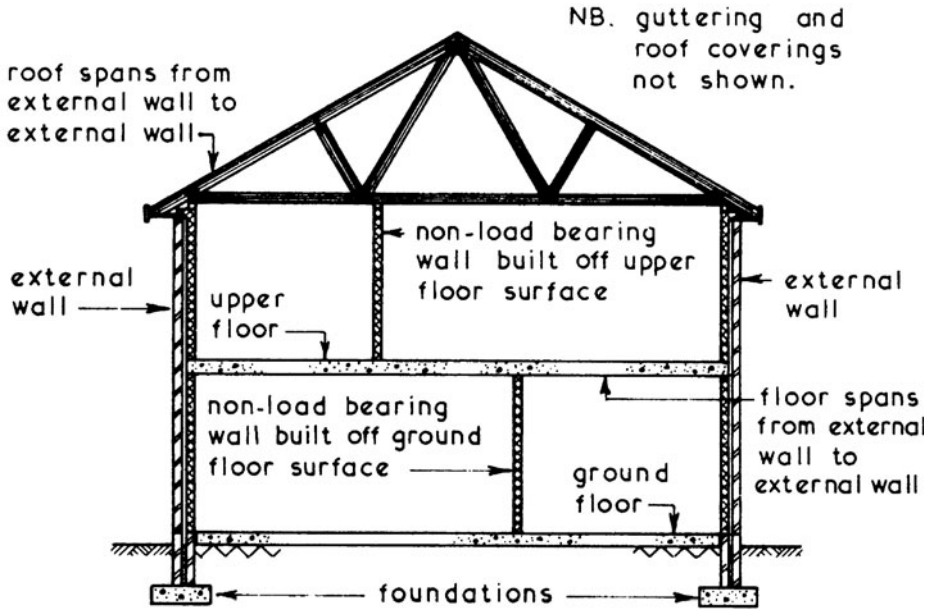 NB. guttering and
roof coverings
not shown.
roof spans from
external wall to
external wall
non-load bearing
wall built off upper
floor surface
external
wall
upper
floor
external
wall
non-load bearing
wall built off ground
floor surface
floor spans
from external
wall to
external wall
ground
floor
foundations